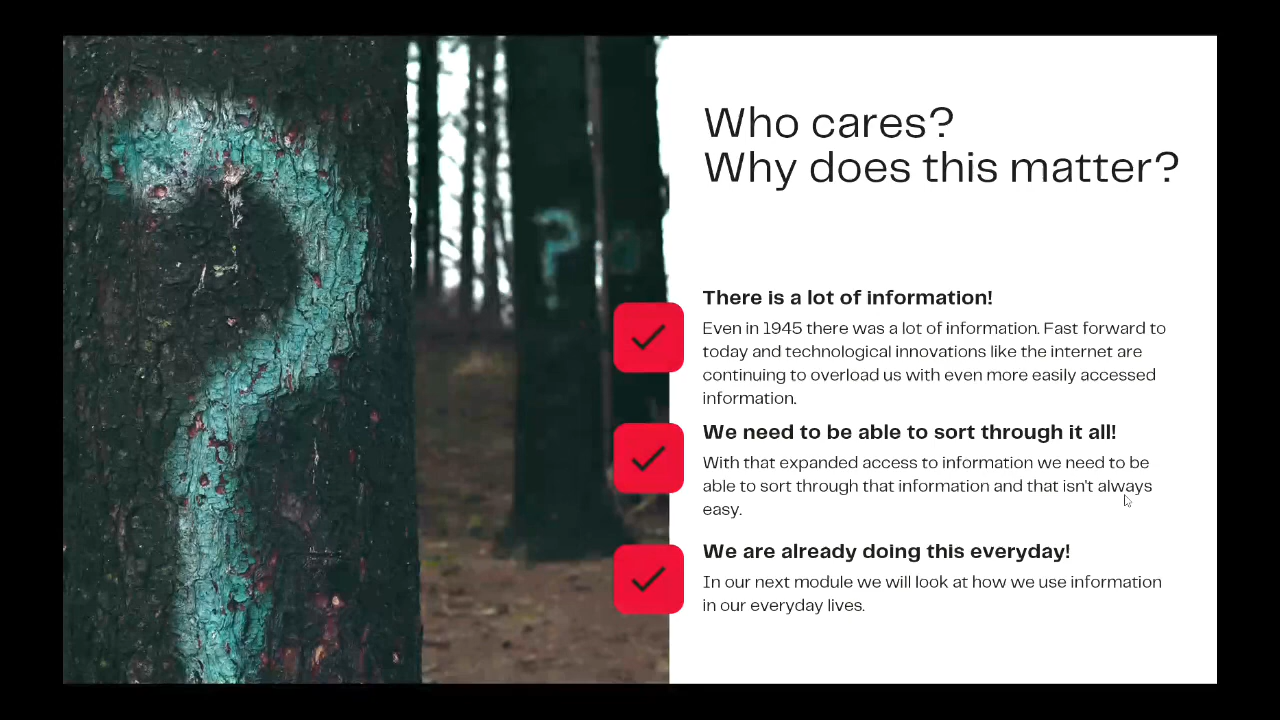 Who cares?
Why does this matter?
There is a lot of information!
Even in 1945 there was a lot of information. Fast forward to
today and technological innovations like the internet are
continuing to overload us with even more easily accessed
information.
We need to be able to sort through it all!
With that expanded access to information we need to be
able to sort through that information and that isn't always
easy.
We are already doing this everyday!
In our next module we will look at how we use information
in our everyday lives.
?
?